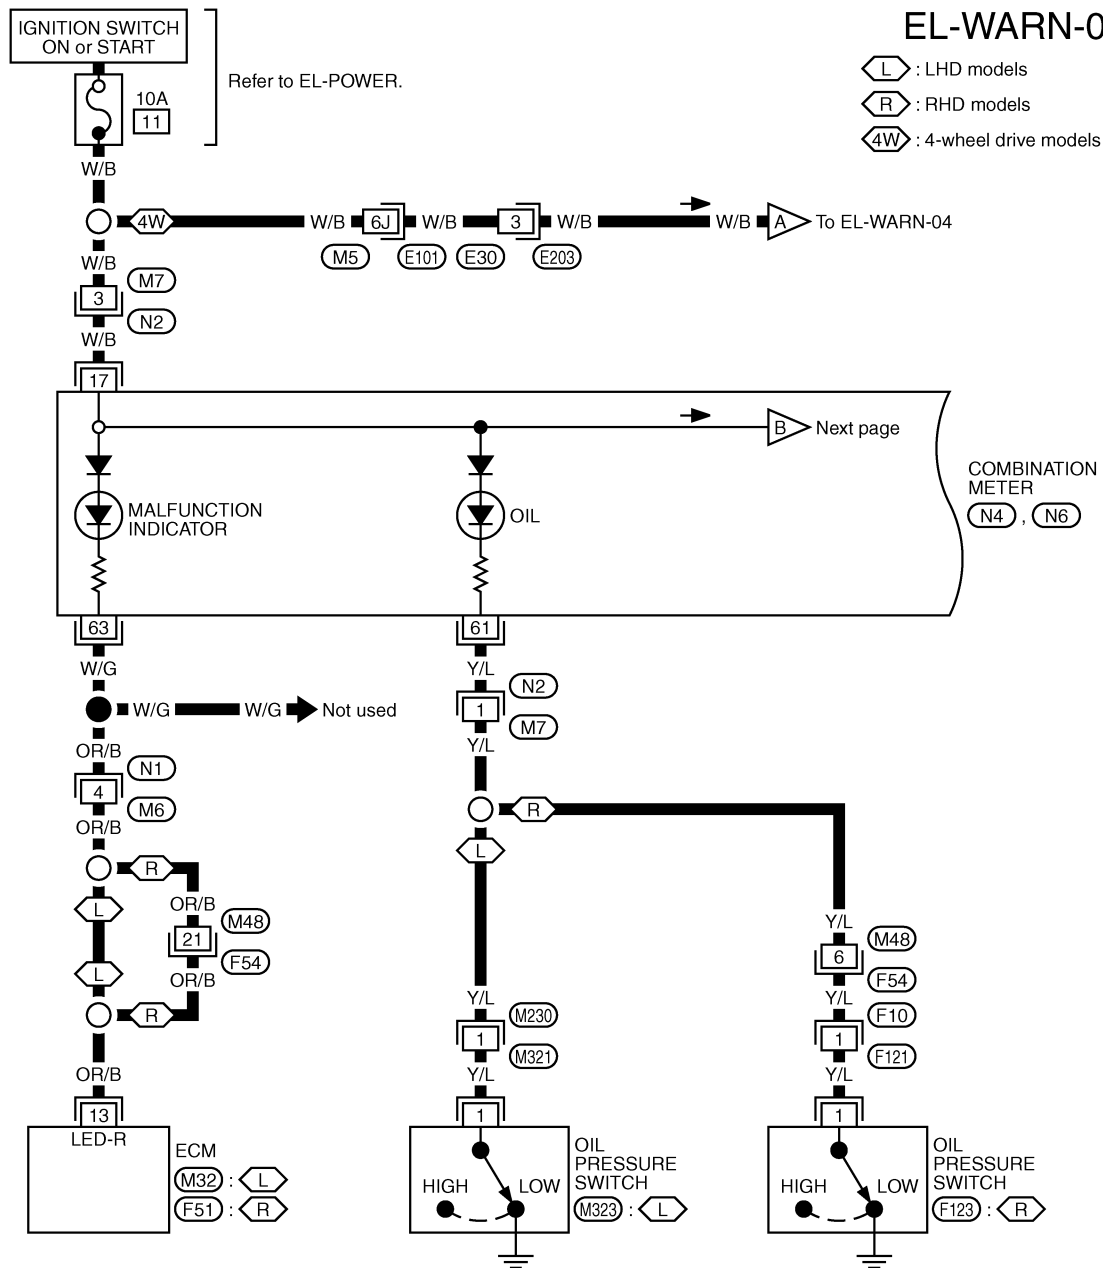 IGNITION SWITCH
ON or START
EL-WARN-0
Refer to EL-POWER.
10A
11
L : LHD models
R : RHD models
4W : 4-wheel drive models
W/B
4W W/B 6J W/B 3 W/B W/B A To EL-WARN-04
M5 E101 E30 E203
W/B
M7
3
N2
W/B
17
B Next page
COMBINATION
METER
N4 , N6
MALFUNCTION
INDICATOR
OIL
63
61
W/G
Y/L
W/G W/G Not used
N2
1
M7
Y/L
OR/B
N1
4
M6
OR/B
R
L
R
L
OR/B
M48
21
F54
OR/B
L
R
OR/B
13
LED-R
ECM
M32 : L
F51 : R
Y/L
M230
1
M321
Y/L
1
HIGH LOW
OIL
PRESSURE
SWITCH
M323 : L
Y/L
M48
6
F54
Y/L
F10
1
F121
Y/L
1
HIGH LOW
OIL
PRESSURE
SWITCH
F123 : R